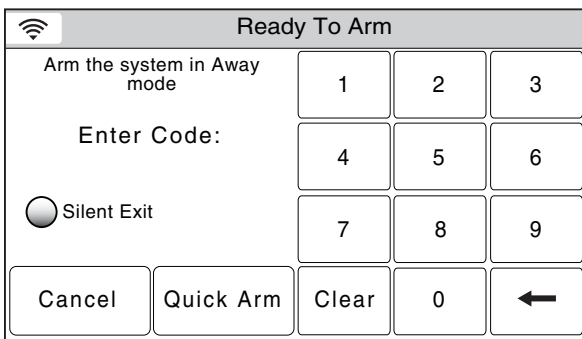 Ready To Arm
Arm the system in Away
mode
Enter Code:
Silent Exit
1 2 3
4 5 6
7 8 9
Cancel Quick Arm Clear 0